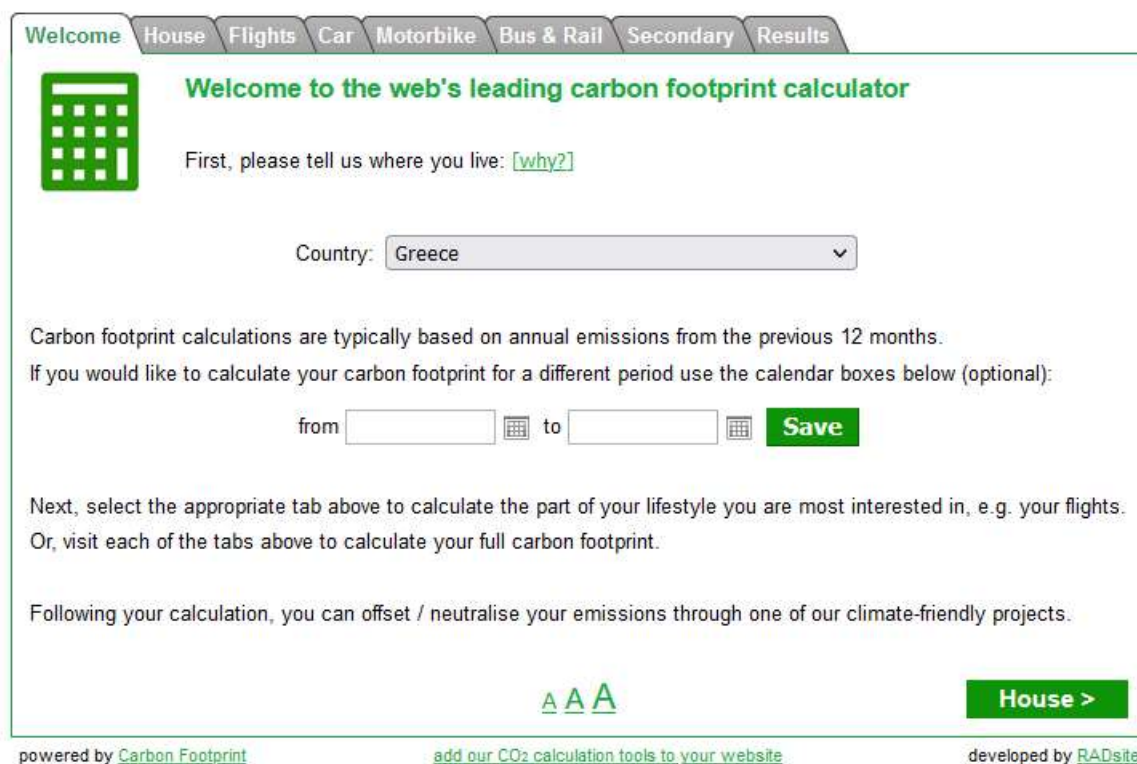 Welcome House Flights Car Motorbike Bus & Rail Secondary Results
Welcome to the web's leading carbon footprint calculator
First, please tell us where you live: [why?]
Country: Greece
Carbon footprint calculations are typically based on annual emissions from the previous 12 months.
If you would like to calculate your carbon footprint for a different period use the calendar boxes below (optional):
from to Save
Next, select the appropriate tab above to calculate the part of your lifestyle you are most interested in, e.g. your flights.
Or, visit each of the tabs above to calculate your full carbon footprint.
Following your calculation, you can offset / neutralise your emissions through one of our climate-friendly projects.
A A A House >
powered by Carbon Footprint add our CO2 calculation tools to your website developed by RADsite